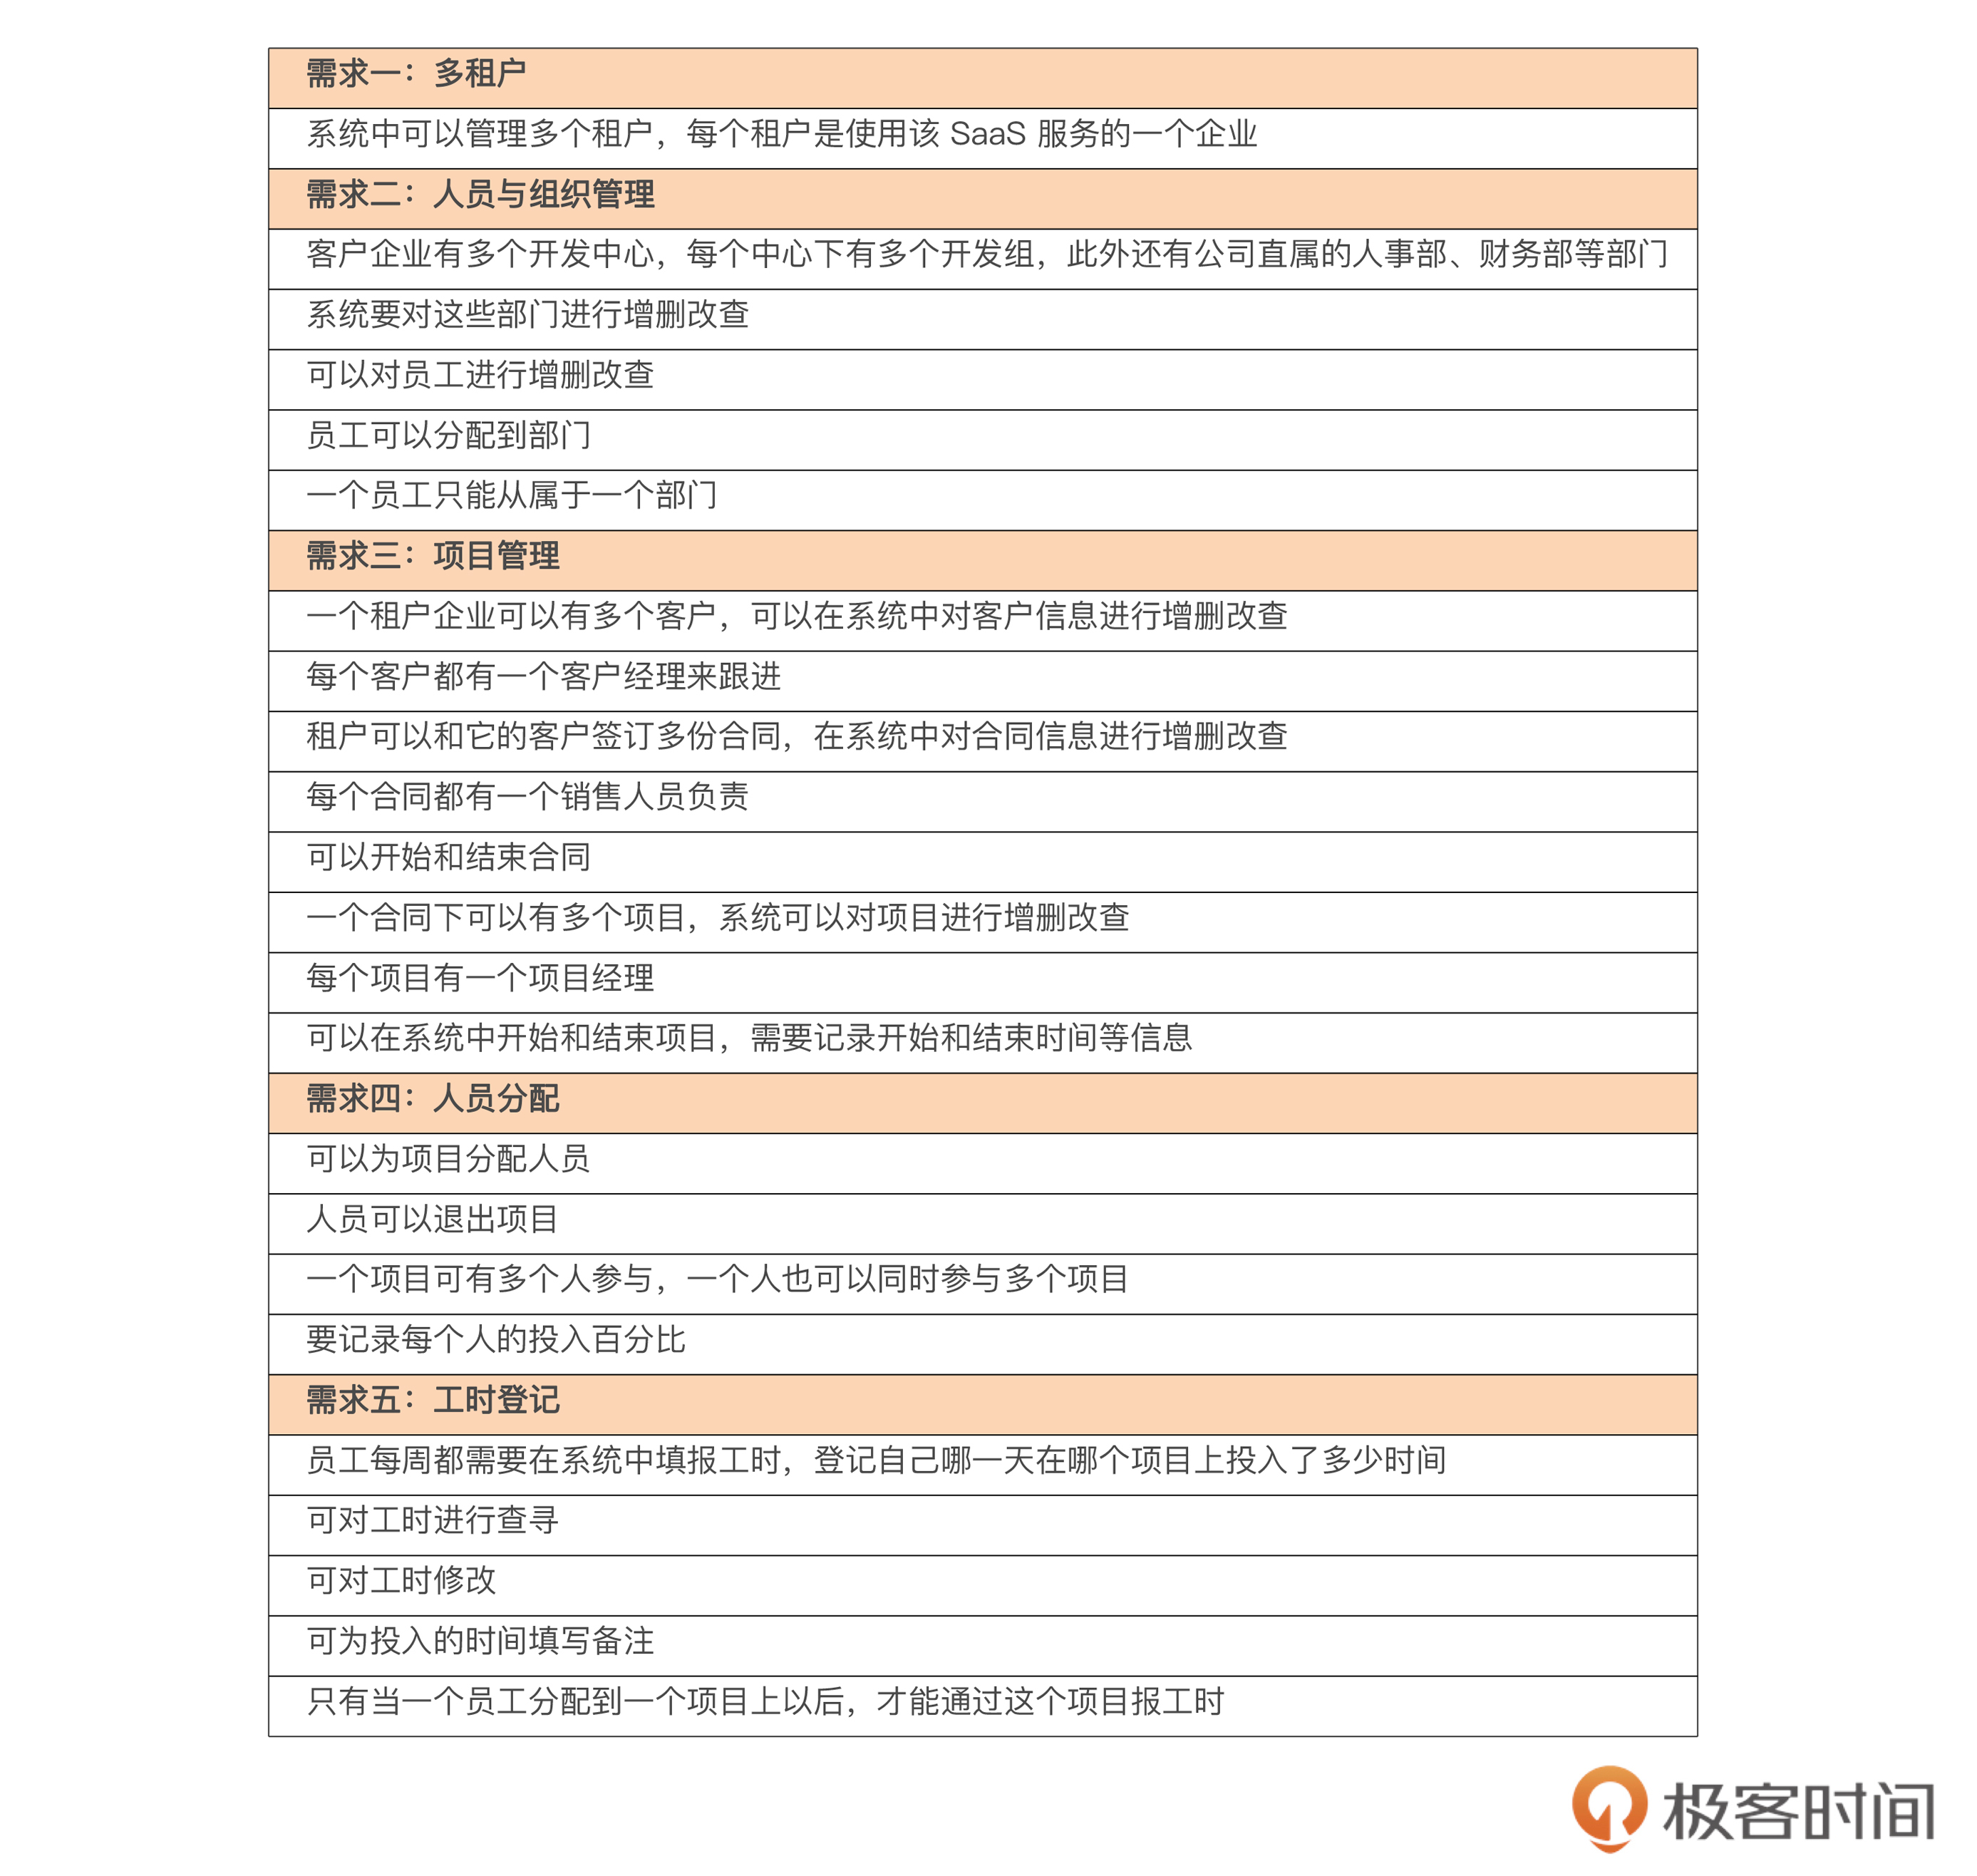 需求一：多租户
系统中可以管理多个租户，每个租户是使用该 SaaS 服务的一个企业
需求二：人员与组织管理
客户企业有多个开发中心，每个中心下有多个开发组，此外还有公司直属的人事部、财务部等部门
系统要对这些部门进行增删改查
可以对员工进行增删改查
员工可以分配到部门
一个员工只能从属于一个部门
需求三：项目管理
一个租户企业可以有多个客户，可以在系统中对客户信息进行增删改查
每个客户都有一个客户经理来跟进
租户可以和它的客户签订多份合同，在系统中对合同信息进行增删改查
每个合同都有一个销售人员负责
可以开始和结束合同
一个合同下可以有多个项目，系统可以对项目进行增删改查
每个项目有一个项目经理
可以在系统中开始和结束项目，需要记录开始和结束时间等信息
需求四：人员分配
可以为项目分配人员
人员可以退出项目
一个项目可有多个人参与，一个人也可以同时参与多个项目
要记录每个人的投入百分比
需求五：工时登记
员工每周都需要在系统中填报工时，登记自己哪一天在哪个项目上投入了多少时间
可对工时进行查寻
可对工时修改
可为投入的时间填写备注
只有当一个员工分配到一个项目上以后，才能通过这个项目报工时
极客时间